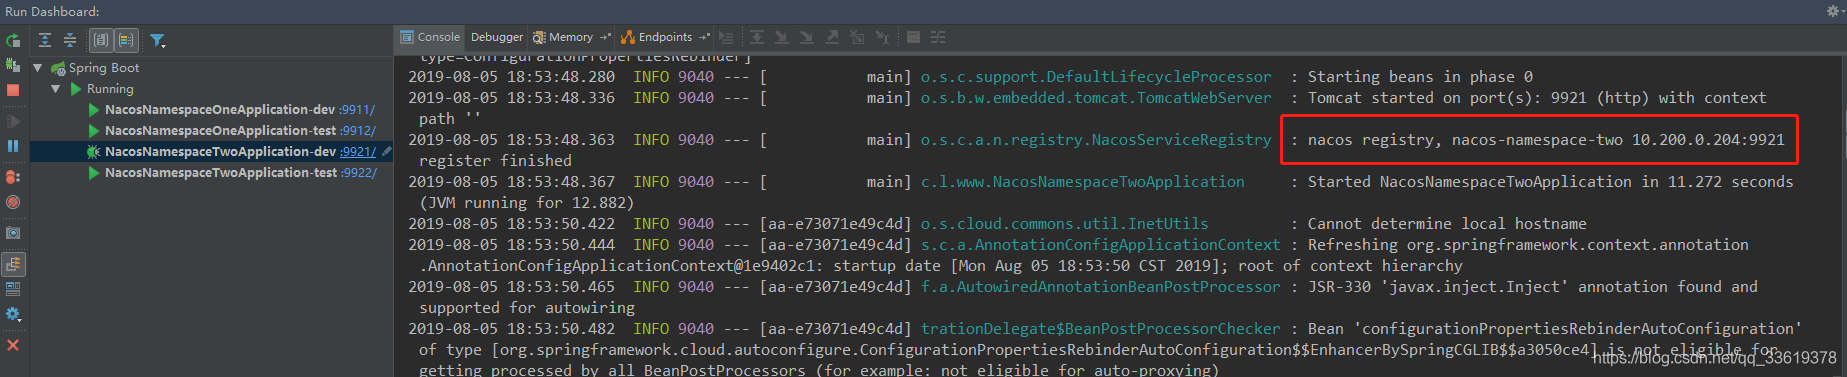 Run Dashboard:
Console Debugger Memory →* Endpoints →*
Spring Boot
Running
NacosNamespaceOneApplication-dev :9911/
NacosNamespaceOneApplication-test :9912/
NacosNamespaceTwoApplication-dev :9921/
NacosNamespaceTwoApplication-test :9922/
type=ConfigurationPropertiesRebinder]
2019-08-05 18:53:48.280 INFO 9040 --- [ main] o.s.c.support.DefaultLifecycleProcessor : Starting beans in phase 0
2019-08-05 18:53:48.336 INFO 9040 --- [ main] o.s.b.w.embedded.tomcat.TomcatWebServer : Tomcat started on port(s): 9921 (http) with context
path ''
2019-08-05 18:53:48.363 INFO 9040 --- [ main] o.s.c.a.n.registry.NacosServiceRegistry : nacos registry, nacos-namespace-two 10.200.0.204:9921
register finished
2019-08-05 18:53:48.367 INFO 9040 --- [ main] c.l.www.NacosNamespaceTwoApplication : Started NacosNamespaceTwoApplication in 11.272 seconds
(JVM running for 12.882)
2019-08-05 18:53:50.422 INFO 9040 --- [aa-e73071e49c4d] o.s.cloud.commons.util.InetUtils : Cannot determine local hostname
2019-08-05 18:53:50.444 INFO 9040 --- [aa-e73071e49c4d] s.c.a.AnnotationConfigApplicationContext : Refreshing org.springframework.context.annotation
.AnnotationConfigApplicationContext@1e9402c1: startup date [Mon Aug 05 18:53:50 CST 2019]; root of context hierarchy
2019-08-05 18:53:50.465 INFO 9040 --- [aa-e73071e49c4d] f.a.AutowiredAnnotationBeanPostProcessor : JSR-330 'javax.inject.Inject' annotation found and
supported for autowiring
2019-08-05 18:53:50.482 INFO 9040 --- [aa-e73071e49c4d] trationDelegate$BeanPostProcessorChecker : Bean 'configurationPropertiesRebinderAutoConfiguration'
of type [org.springframework.cloud.autoconfigure.ConfigurationPropertiesRebinderAutoConfiguration$$EnhancerBySpringCGLIB$$a3050ce4] is not eligible for
getting processed by all BeanPostProcessors (for example: not eligible for auto-proxying)
https://blog.csdn.net/qq_33619378